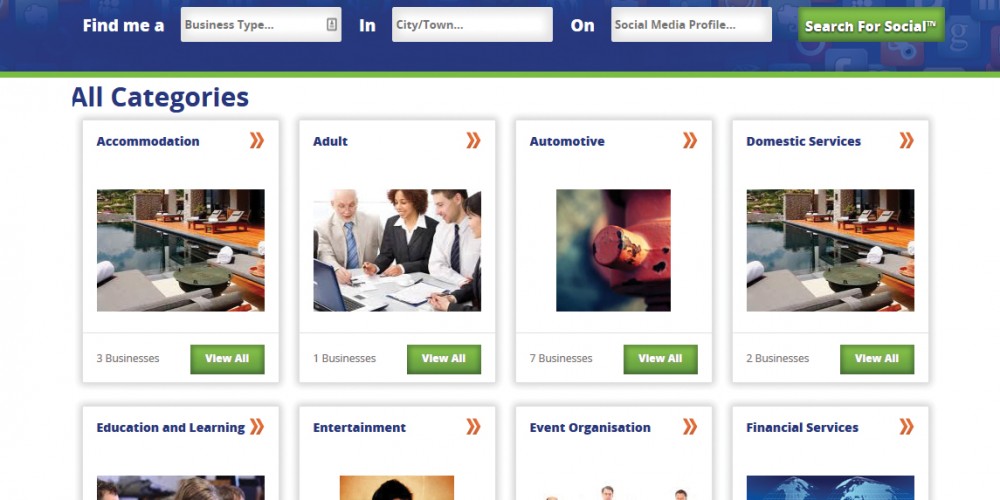 Find me a Business Type... In City/Town... On Social Media Profile... Search For Social™
All Categories
Accommodation Adult Automotive Domestic Services
3 Businesses View All 1 Businesses View All 7 Businesses View All 2 Businesses View All
Education and Learning Entertainment Event Organisation Financial Services